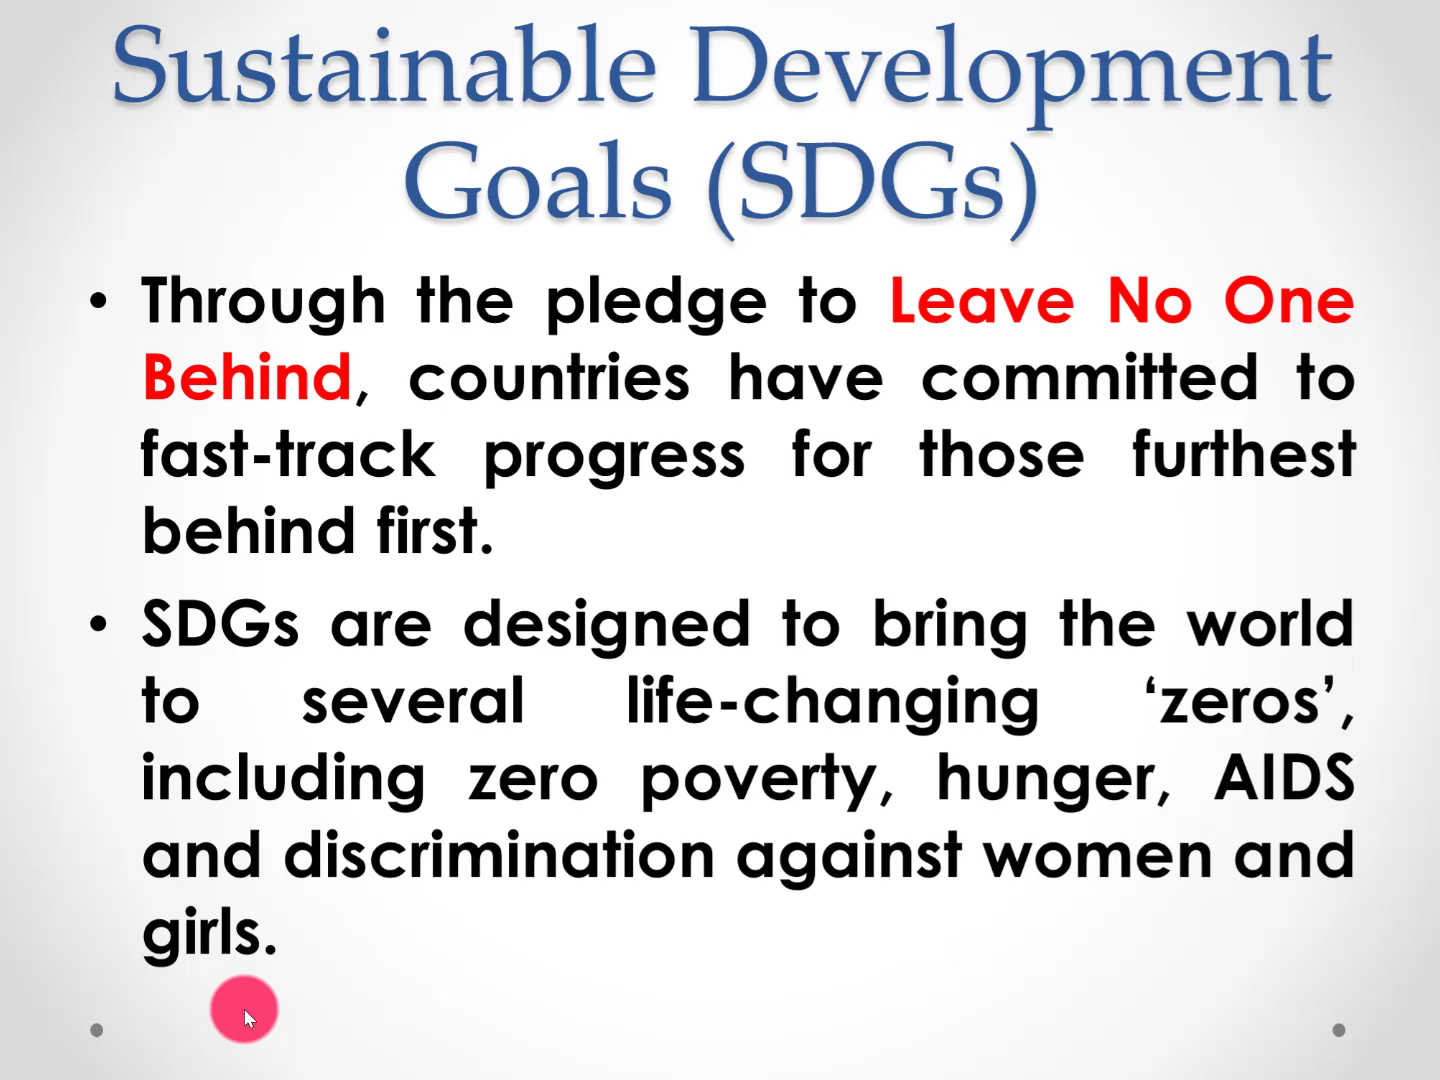 Sustainable Development
Goals (SDGs)
• Through the pledge to Leave No One
Behind, countries have committed to
fast-track progress for those furthest
behind first.
• SDGs are designed to bring the world
to several life-changing ‘zeros’,
including zero poverty, hunger, AIDS
and discrimination against women and
girls.